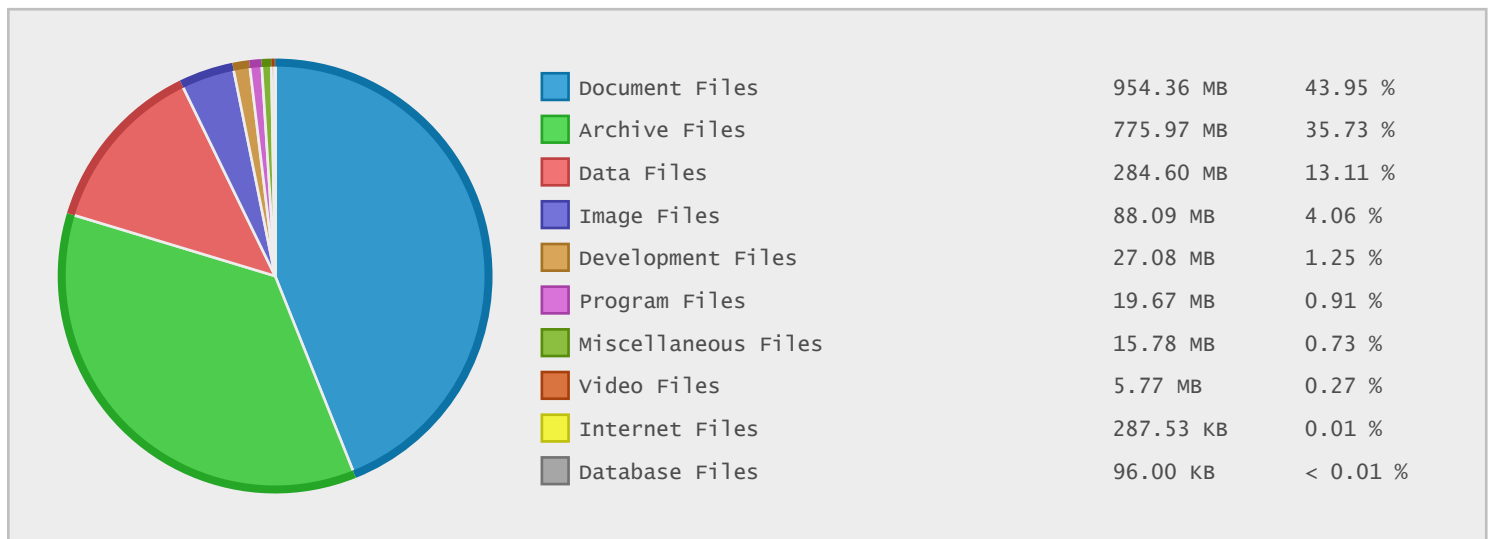 Document Files 954.36 MB 43.95 %
Archive Files 775.97 MB 35.73 %
Data Files 284.60 MB 13.11 %
Image Files 88.09 MB 4.06 %
Development Files 27.08 MB 1.25 %
Program Files 19.67 MB 0.91 %
Miscellaneous Files 15.78 MB 0.73 %
Video Files 5.77 MB 0.27 %
Internet Files 287.53 KB 0.01 %
Database Files 96.00 KB < 0.01 %